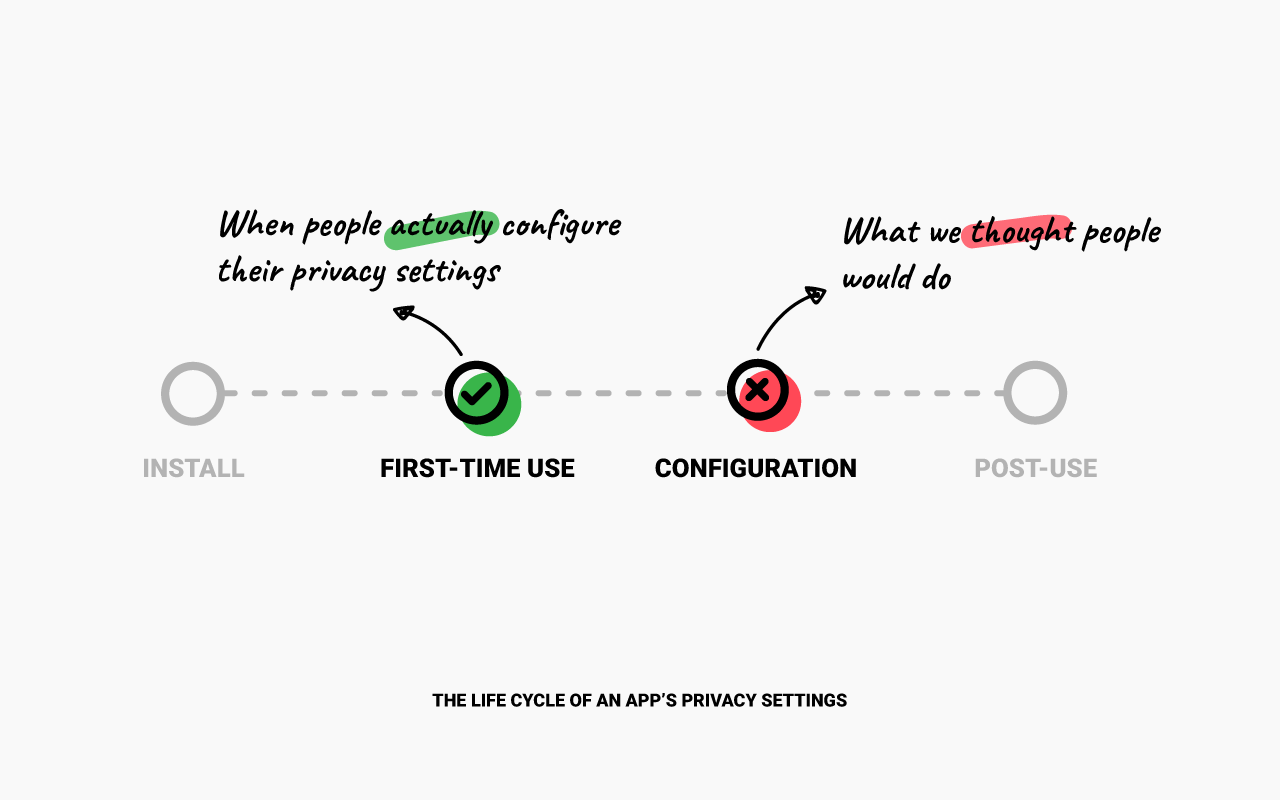 When people actually configure
their privacy settings
What we thought people
would do
INSTALL
FIRST-TIME USE
CONFIGURATION
POST-USE
THE LIFE CYCLE OF AN APP’S PRIVACY SETTINGS